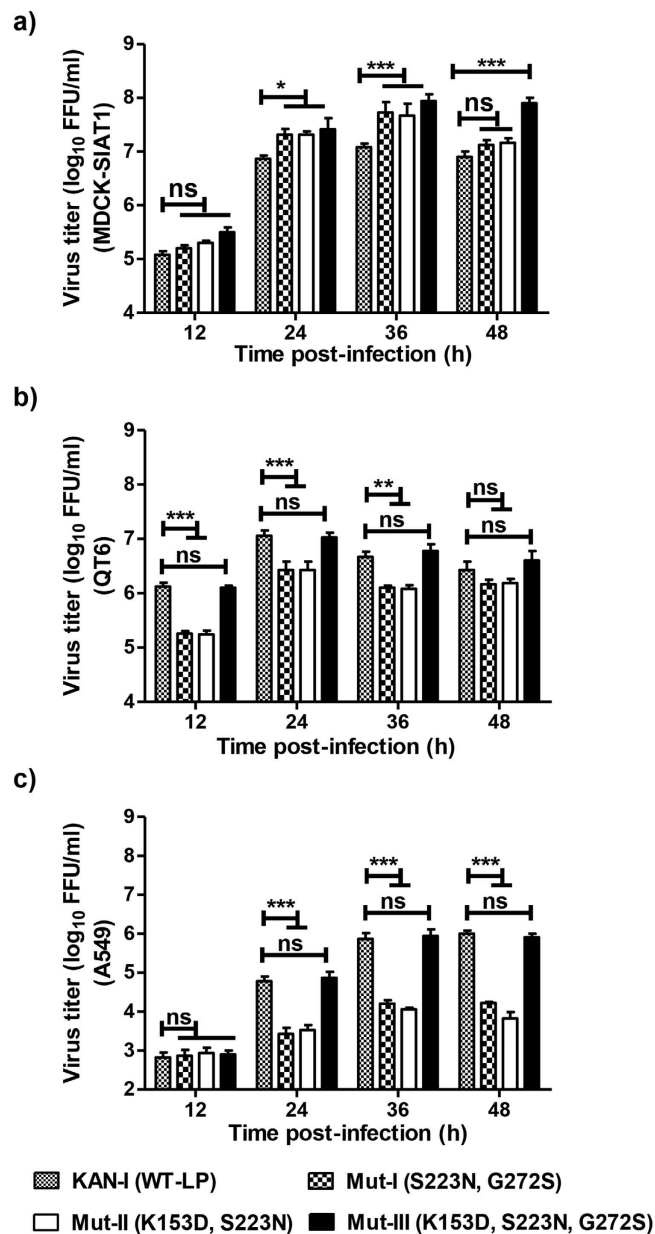 a)
Virus titer (log10 FFU/ml)
(MDCK-SIAT1)
9
8
7
6
5
4
ns
*
***
***
ns
12 24 36 48
Time post-infection (h)
b)
Virus titer (log10 FFU/ml)
(QT6)
9
8
7
6
5
4
***
ns
***
ns
**
ns
ns
ns
12 24 36 48
Time post-infection (h)
c)
Virus titer (log10 FFU/ml)
(A549)
9
8
7
6
5
4
3
2
ns
***
ns
***
ns
***
ns
12 24 36 48
Time post-infection (h)
KAN-I (WT-LP) Mut-I (S223N, G272S)
Mut-II (K153D, S223N) Mut-III (K153D, S223N, G272S)